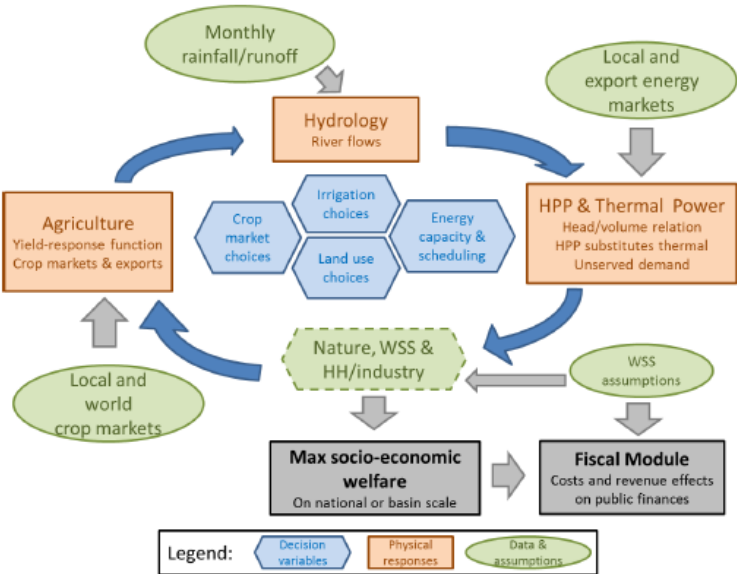 Monthly
rainfall/runoff
Local and
export energy
markets
Hydrology
River flows
Agriculture
Yield-response function
Crop markets & exports
Crop
market
choices
Irrigation
choices
Land use
choices
Energy
capacity &
scheduling
HPP & Thermal Power
Head/volume relation
HPP substitutes thermal
Unserved demand
Local and
world
crop markets
Nature, WSS &
HH/industry
WSS
assumptions
Max socio-economic
welfare
On national or basin scale
Fiscal Module
Costs and revenue effects
on public finances
Legend:
Decision
variables
Physical
responses
Data &
assumptions